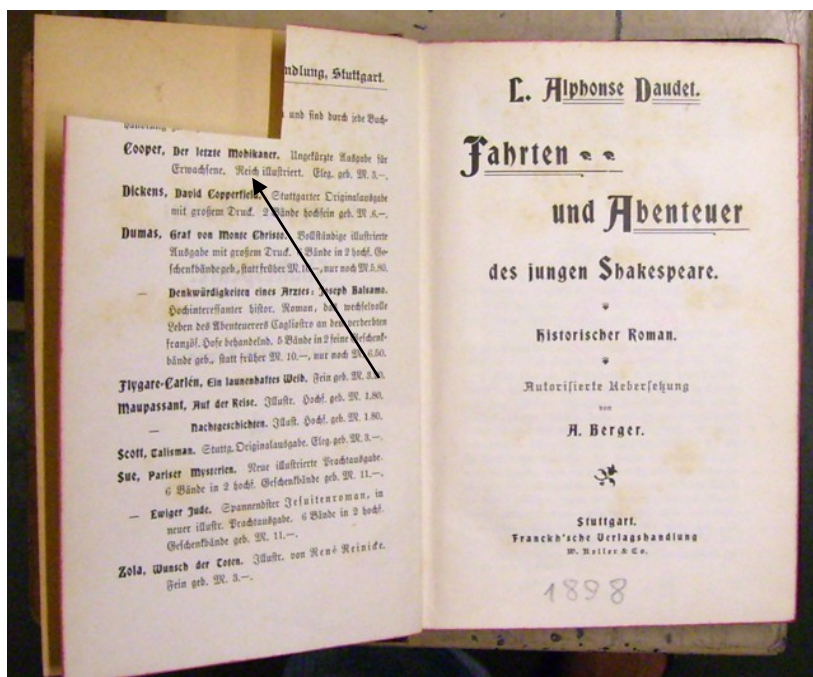 ndlung, Stuttgart.
und sind durch jede Buch-
Cooper, Der letzte Mohikaner. Ungekürzte Ausgabe für
Erwachsene. Reich illustriert. Eleg. geb. M. 3.–.
Dickens, David Copperfield. Stuttgarter Originalausgabe
mit großem Druck. 2 Bände hochfein geb. M. 6.–.
Dumas, Graf von Monte Christo. Vollständige illustrierte
Ausgabe mit großem Druck. Bände in 2 hochf. Ge-
schenkbände geb., statt früher M. 10.–, nur noch M. 5.80.
— Denkwürdigkeiten eines Arztes: Joseph Balsamo.
Hochinteressanter histor. Roman, das wechselvolle
Leben des Abenteuerers Cagliostro an dem verderbten
französ. Hofe behandelnd. 5 Bände in 2 feine Geschenk-
bände geb., statt früher M. 10.–, nur noch M. 6.50.
Flygare-Carlén, Ein launenhaftes Weib. Fein geb. M.
Maupassant, Auf der Reise. Illustr. Hochf. geb. M. 1.80.
— Nachtgeschichten. Illustr. Hochf. geb. M. 1.80.
Scott, Talisman. Stuttg. Originalausgabe. Eleg. geb. M. 3.–.
Sue, Pariser Mysterien. Neue illustrierte Prachtausgabe.
6 Bände in 2 hochf. Geschenkbände geb. M. 11.–.
— Ewiger Jude. Spannendster Jesuitenroman, in
neuer illustr. Prachtausgabe. 6 Bände in 2 hochf.
Geschenkbände geb. M. 11.–.
Zola, Wunsch der Toten. Illustr. von René Reinicke.
Fein geb. M. 3.–.
L. Alphonse Daudet.
Fahrten
und Abenteuer
des jungen Shakespeare.
Historischer Roman.
Autorisierte Uebersetzung
von
A. Berger.
Stuttgart.
Franckh'sche Verlagshandlung
W. Keller & Co.
1898